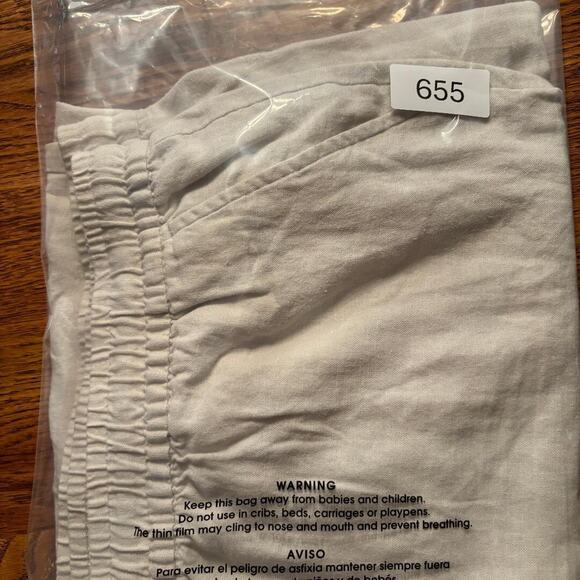 655
WARNING
Keep this bag away from babies and children.
Do not use in cribs, beds, carriages or playpens.
The thin film may cling to nose and mouth and prevent breathing.
AVISO
Para evitar el peligro de asfixia mantener siempre fuera
de bebés